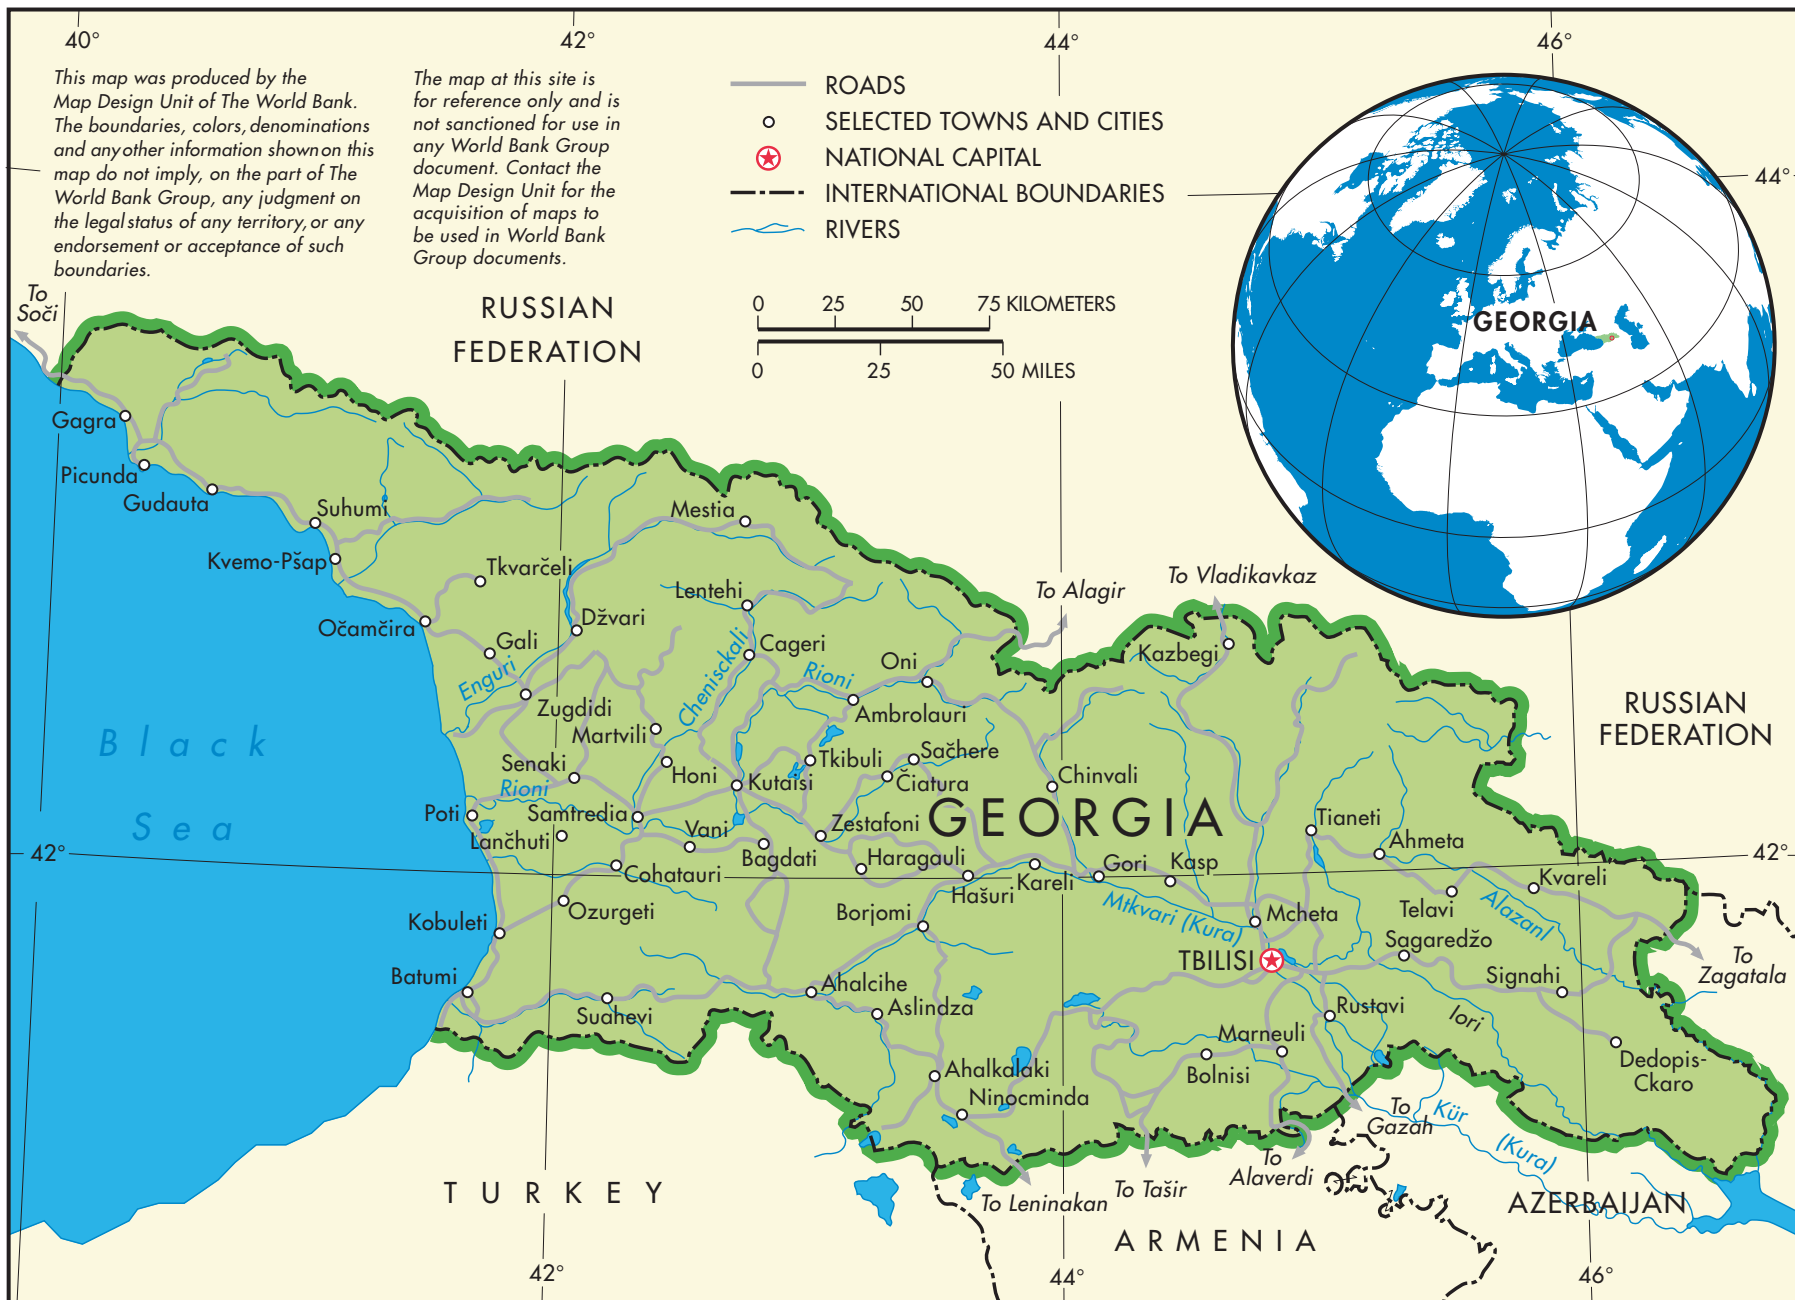 40°
42°
44°
46°
This map was produced by the
Map Design Unit of The World Bank.
The boundaries, colors, denominations
and any other information shown on this
map do not imply, on the part of The
World Bank Group, any judgment on
the legal status of any territory, or any
endorsement or acceptance of such
boundaries.
The map at this site is
for reference only and is
not sanctioned for use in
any World Bank Group
document. Contact the
Map Design Unit for the
acquisition of maps to
be used in World Bank
Group documents.
ROADS
SELECTED TOWNS AND CITIES
NATIONAL CAPITAL
INTERNATIONAL BOUNDARIES
RIVERS
0 25 50 75 KILOMETERS
0 25 50 MILES
GEORGIA
44°
To
Soči
RUSSIAN
FEDERATION
Gagra
Picunda
Gudauta
Suhumi
Kvemo-Pšap
Mestia
Tkvarčeli
Lentehi
To Alagir
To Vladikavkaz
Očamčira
Džvari
Gali
Cageri
Oni
Kazbegi
Enguri
Chenisckali
Rioni
Zugdidi
Ambrolauri
RUSSIAN
FEDERATION
Martvili
Black
Sea
Senaki
Rioni
Honi
Kutaisi
Tkibuli
Sačhere
Čiatura
Chinvali
GEORGIA
Poti
Samtredia
Lančhuti
Vani
Zestafoni
Tianeti
Ahmeta
42°
42°
Cohatauri
Bagdati
Haragauli
Hašuri
Kareli
Gori
Kasp
Kvareli
Telavi
Alazanl
Ozurgeti
Kobuleti
Borjomi
Mtkvari (Kura)
Mcheta
Sagaredžo
TBILISI
To
Zagatala
Batumi
Ahalcihe
Signahi
Suahevi
Aslindza
Rustavi
Iori
Marneuli
Bolnisi
Dedopis-
Ckaro
Ahalkalaki
Ninocminda
To
Gazah
Kür
(Kura)
To
Alaverdi
To Tašir
To Leninakan
TURKEY
ARMENIA
AZERBAIJAN
42°
44°
46°